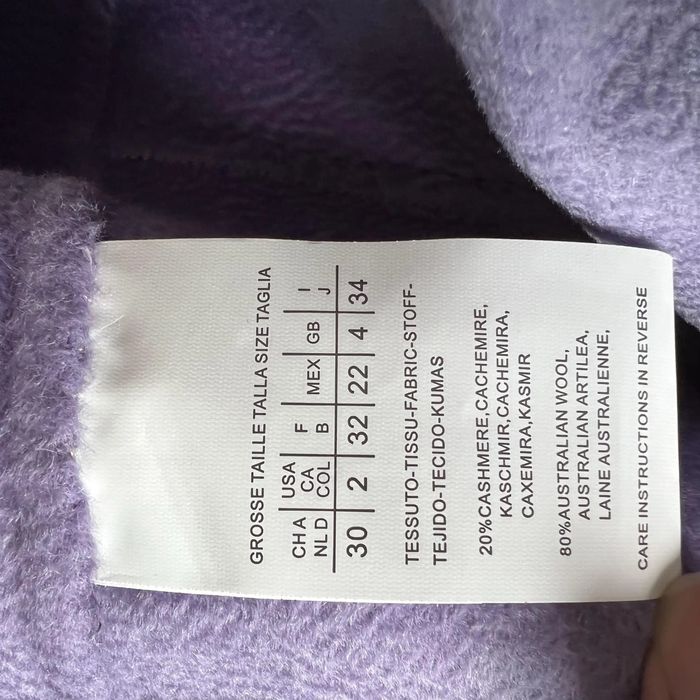 GROSSE TAILLE TALLA SIZE TAGLIA
CHA USA F MEX GB I
NLD CA B J
COL
30 2 32 22 4 34
TESSUTO-TISSU-FABRIC-STOFF-
TEJIDO-TECIDO-KUMAS
20%CASHMERE,CACHEMIRE,
KASCHMIR,CACHEMIRA,
CAXEMIRA,KASMIR
80%AUSTRALIAN WOOL,
AUSTRALIAN ARTILEA,
LAINE AUSTRALIENNE,
CARE INSTRUCTIONS IN REVERSE